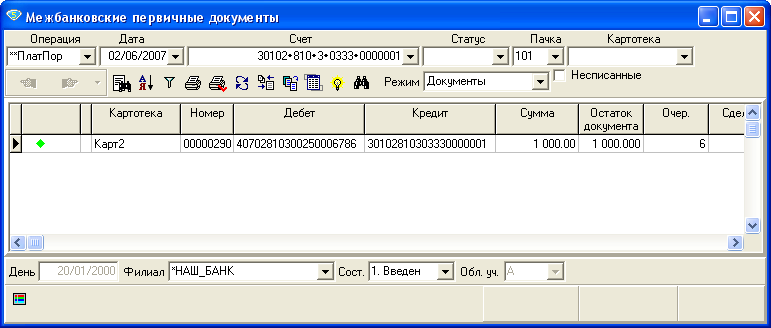 Межбанковские первичные документы
Операция Дата Счет Статус Пачка Картотека
**ПлатПор 02/06/2007 30102•810•3•0333•0000001 101
Режим Документы Несписанные
Картотека Номер Дебет Кредит Сумма Остаток документа Очер. Сдел
Карт2 00000290 40702810300250006786 30102810303330000001 1 000.00 1 000.000 6
День 20/01/2000 Филиал *НАШ_БАНК Сост. 1. Введен Обл. уч. А